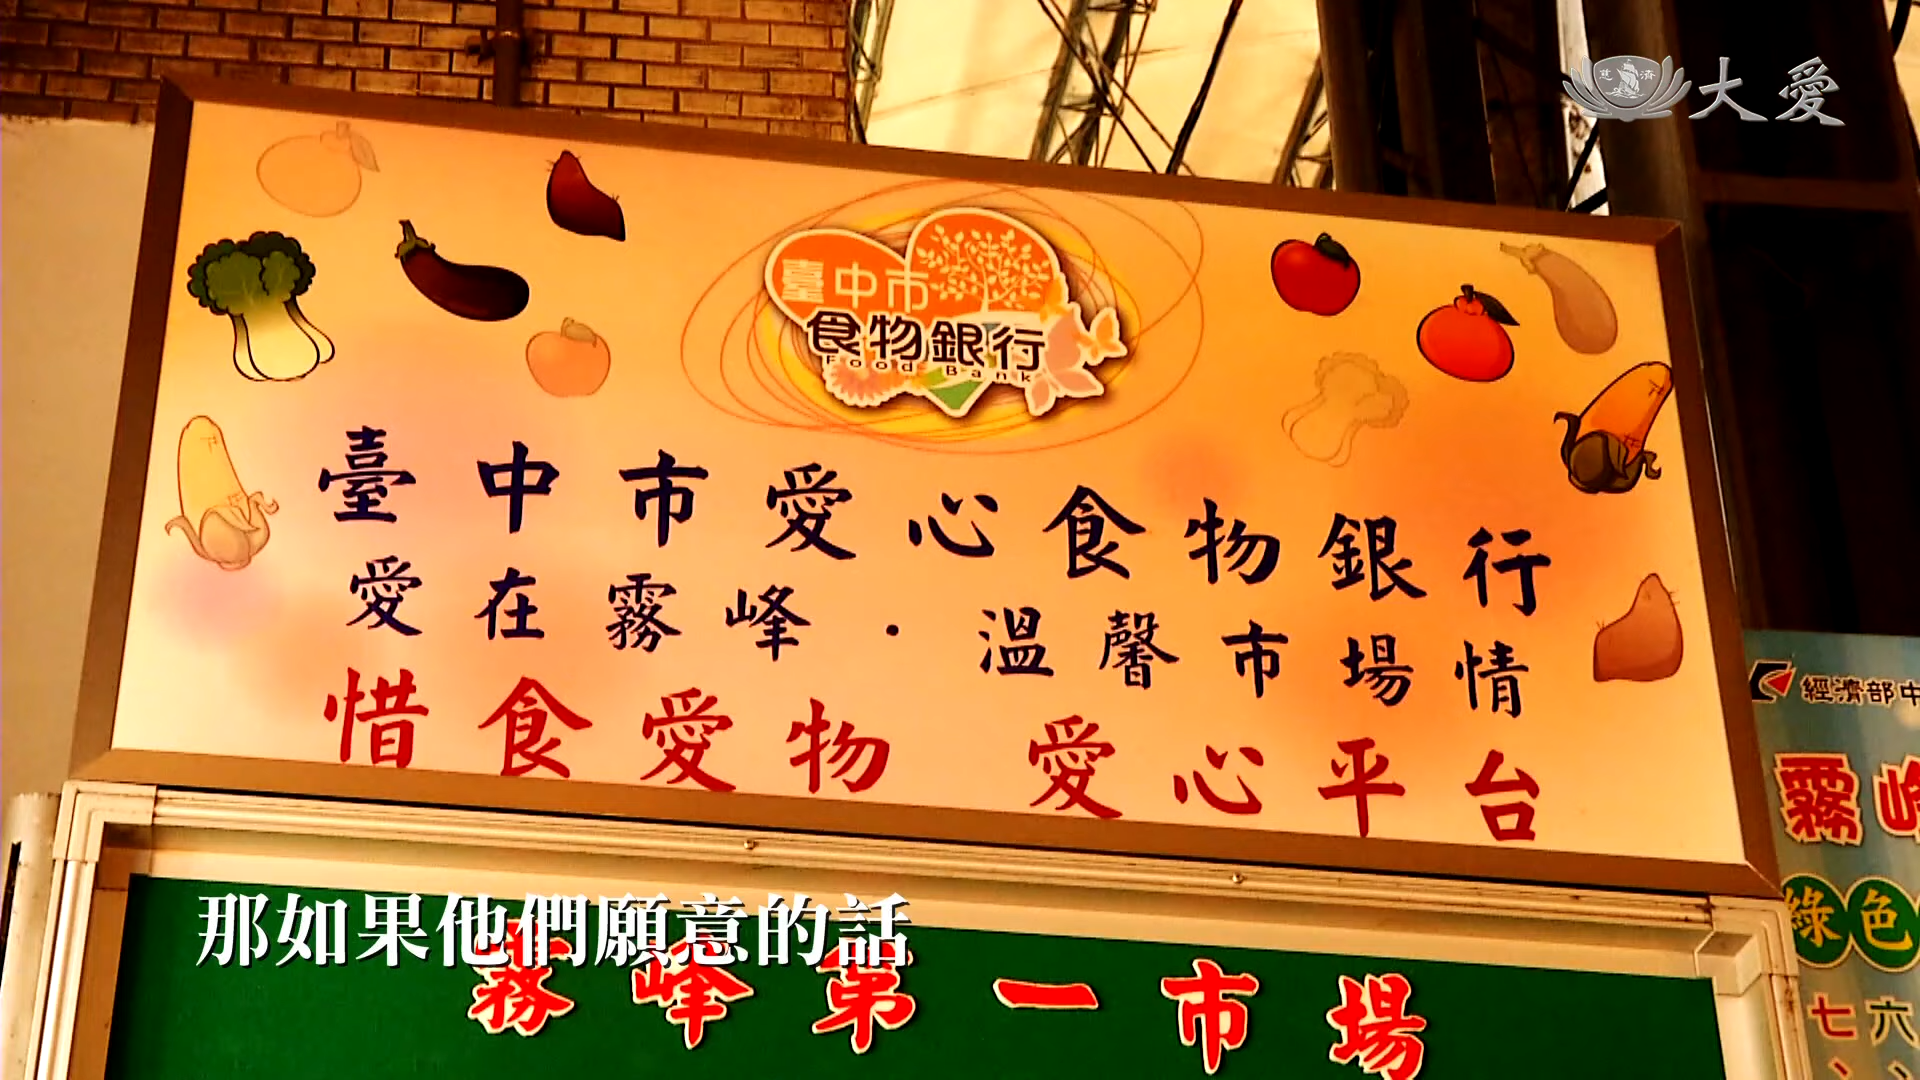 慈濟
大愛
臺中市
食物銀行
Food Bank
臺中市愛心食物銀行
愛在霧峰·溫馨市場情
惜食愛物 愛心平台
經濟部中
霧峰
綠色
七、六、
那如果他們願意的話
霧峰第一市場